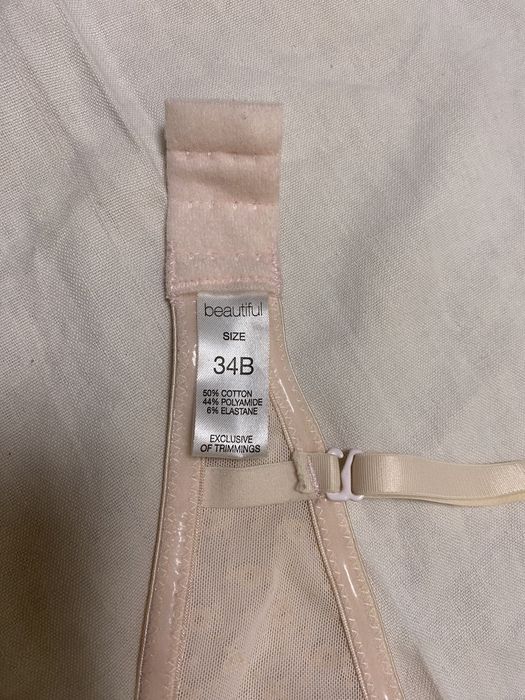 beautiful
SIZE
34B
50% COTTON
44% POLYAMIDE
6% ELASTANE
EXCLUSIVE
OF TRIMMINGS